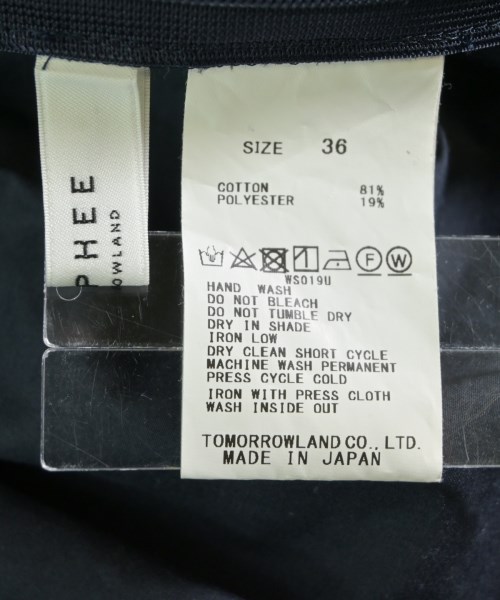 PHEE
OWLAND
SIZE 36
COTTON 81%
POLYESTER 19%
F W
WS019U
HAND WASH
DO NOT BLEACH
DO NOT TUMBLE DRY
DRY IN SHADE
IRON LOW
DRY CLEAN SHORT CYCLE
MACHINE WASH PERMANENT
PRESS CYCLE COLD
IRON WITH PRESS CLOTH
WASH INSIDE OUT
TOMORROWLAND CO., LTD.
MADE IN JAPAN